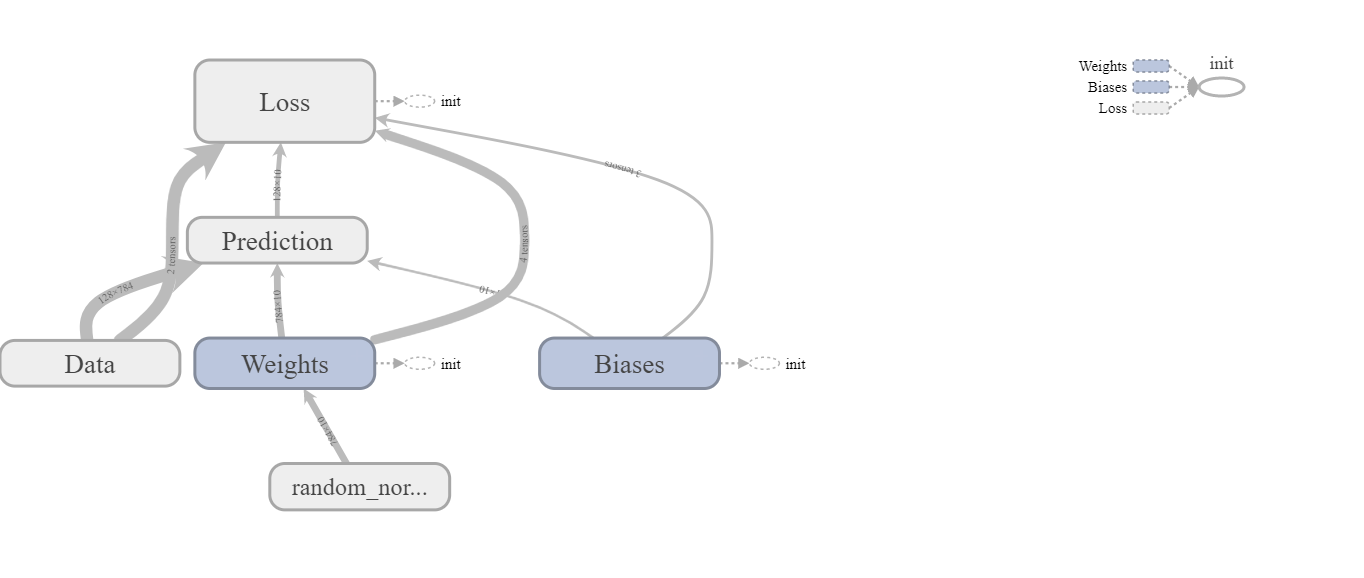 init
Weights
Biases
Loss
Loss
init
3 tensors
128×10
Prediction
2 tensors
4 tensors
128×784
784×10
Data
Weights
init
Biases
init
784×10
random_nor...